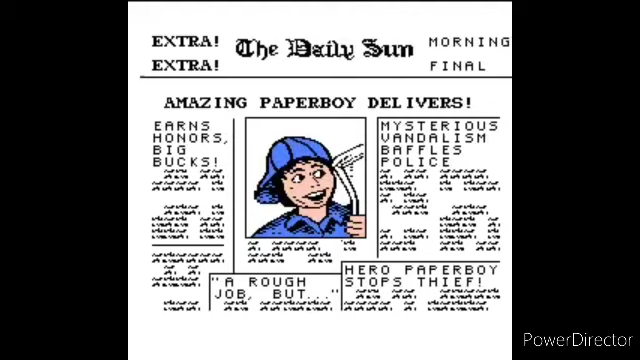 EXTRA!
EXTRA!
The Daily Sun
MORNING
FINAL
AMAZING PAPERBOY DELIVERS!
EARNS
HONORS,
BIG
BUCKS!
MYSTERIOUS
VANDALISM
BAFFLES
POLICE
"A ROUGH
JOB, BUT..."
HERO PAPERBOY
STOPS THIEF!
PowerDirector